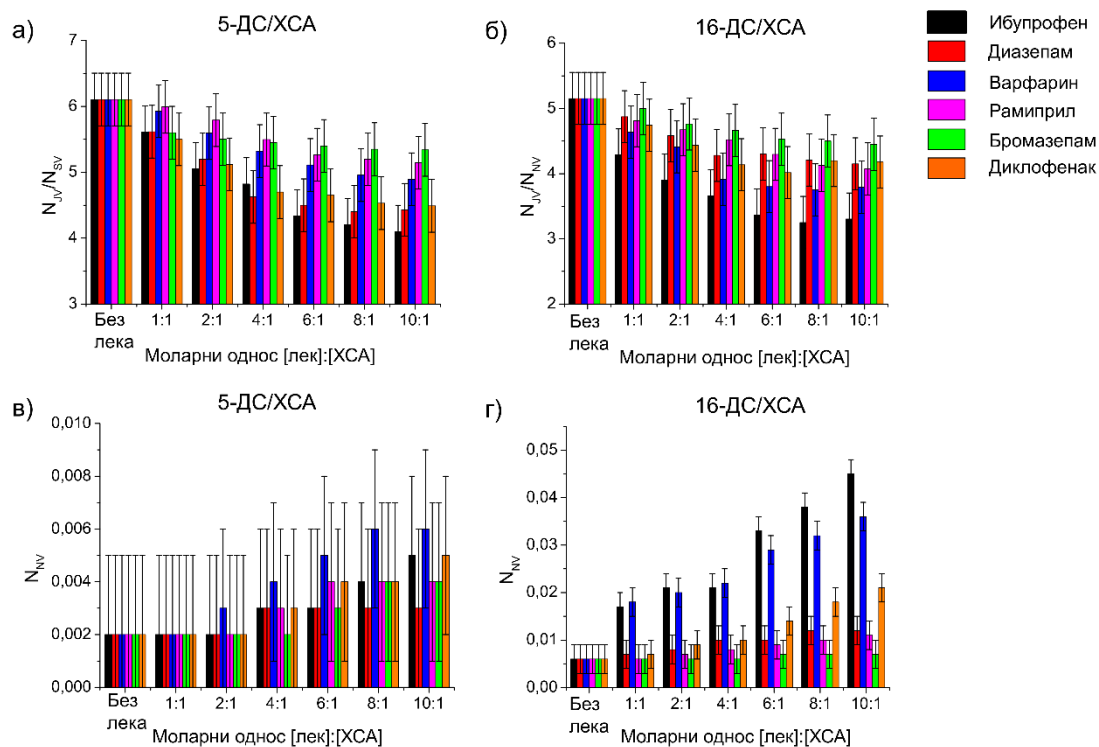 а)
5-ДС/ХСА
N_JV/N_SV
7
6
5
4
3
Без лека
1:1
2:1
4:1
6:1
8:1
10:1
Моларни однос [лек]:[ХСА]
б)
16-ДС/ХСА
N_JV/N_NV
6
5
4
3
2
Без лека
1:1
2:1
4:1
6:1
8:1
10:1
Моларни однос [лек]:[ХСА]
Ибупрофен
Диазепам
Варфарин
Рамиприл
Бромазепам
Диклофенак
в)
5-ДС/ХСА
N_NV
0,010
0,008
0,006
0,004
0,002
0,000
Без лека
1:1
2:1
4:1
6:1
8:1
10:1
Моларни однос [лек]:[ХСА]
г)
16-ДС/ХСА
N_NV
0,05
0,04
0,03
0,02
0,01
0,00
Без лека
1:1
2:1
4:1
6:1
8:1
10:1
Моларни однос [лек]:[ХСА]